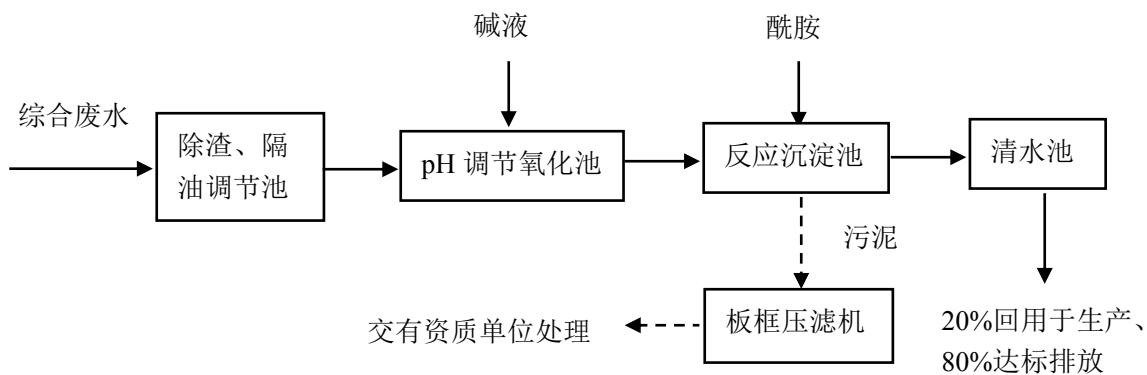 碱液
酰胺
综合废水
除渣、隔
油调节池
pH 调节氧化池
反应沉淀池
清水池
污泥
交有资质单位处理
板框压滤机
20%回用于生产、
80%达标排放